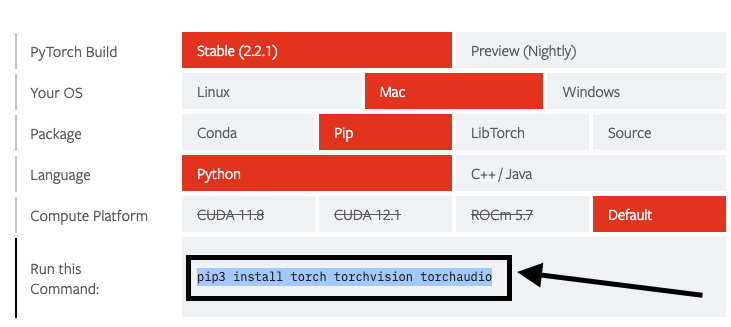 PyTorch Build
Stable (2.2.1)
Preview (Nightly)
Your OS
Linux
Mac
Windows
Package
Conda
Pip
LibTorch
Source
Language
Python
C++ / Java
Compute Platform
CUDA 11.8
CUDA 12.1
ROCm 5.7
Default
Run this
Command:
pip3 install torch torchvision torchaudio